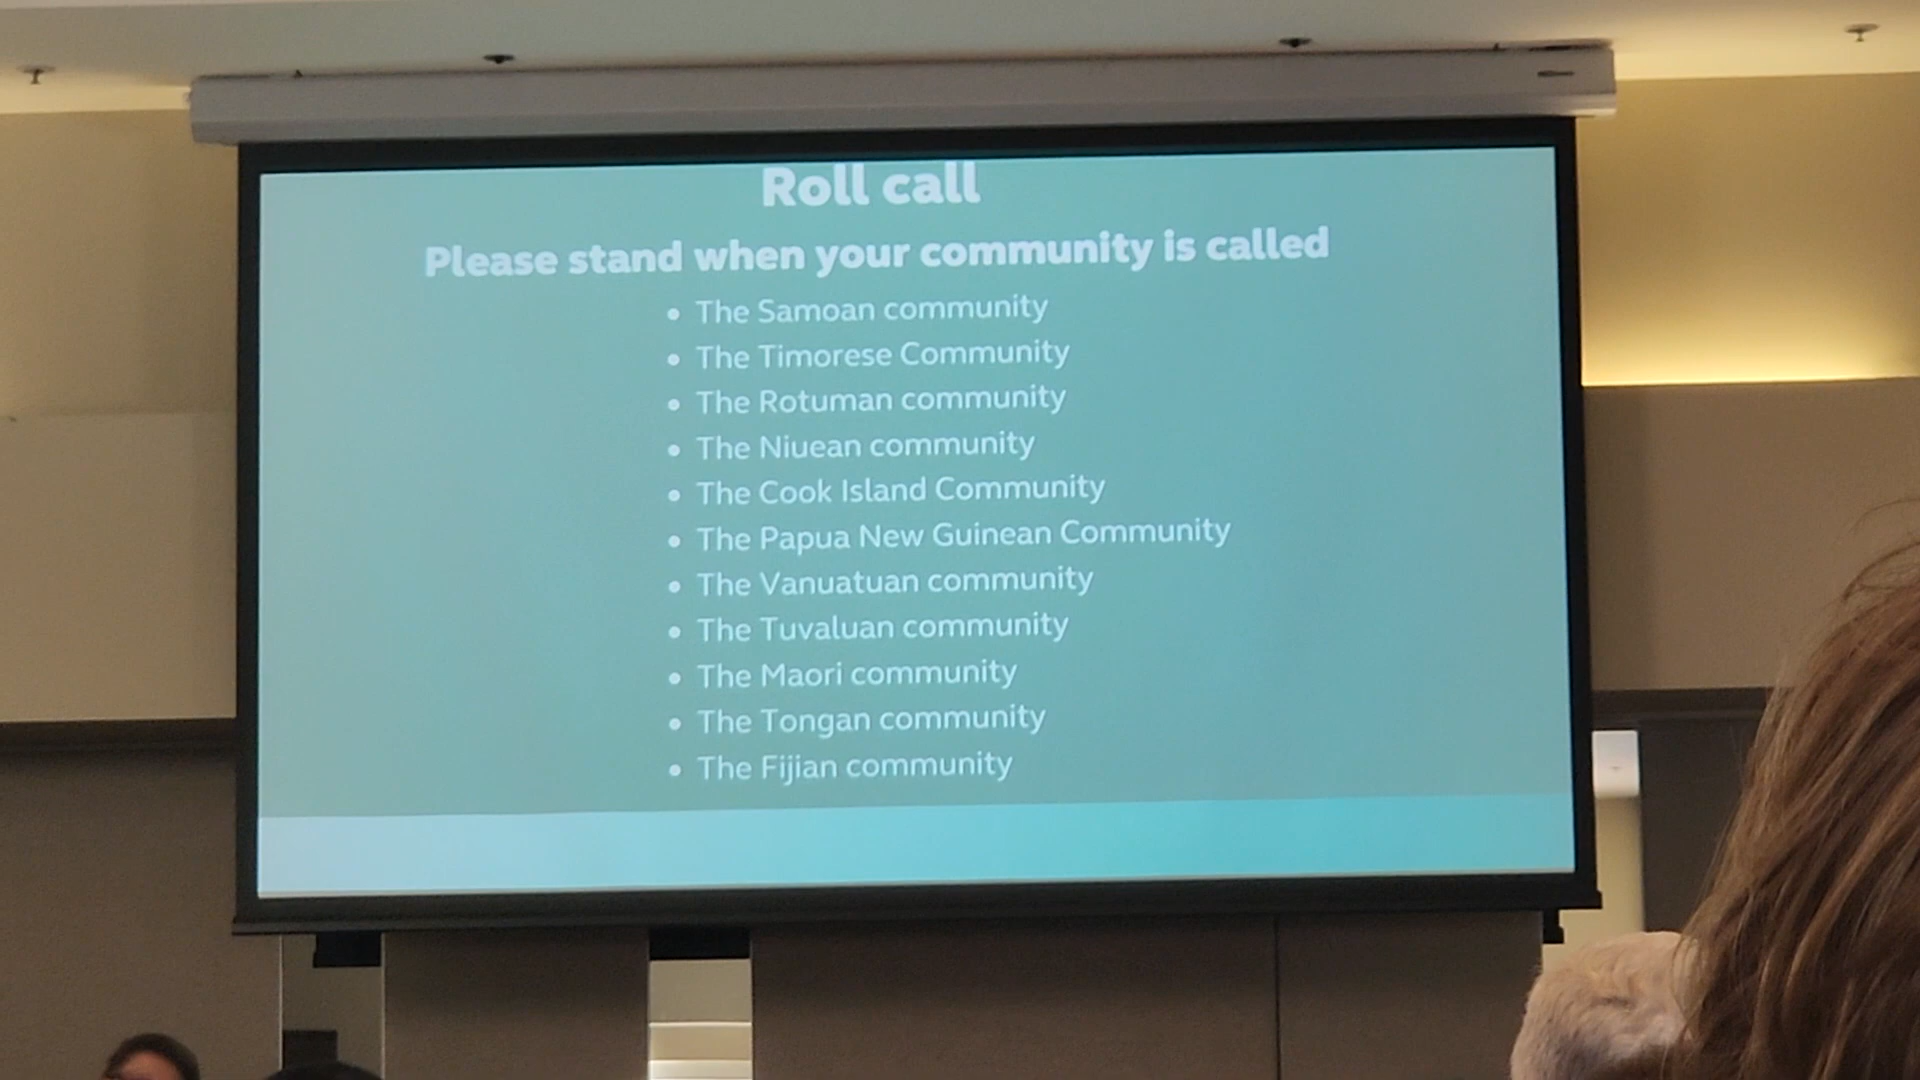 Roll call
Please stand when your community is called
• The Samoan community
• The Timorese Community
• The Rotuman community
• The Niuean community
• The Cook Island Community
• The Papua New Guinean Community
• The Vanuatuan community
• The Tuvaluan community
• The Maori community
• The Tongan community
• The Fijian community